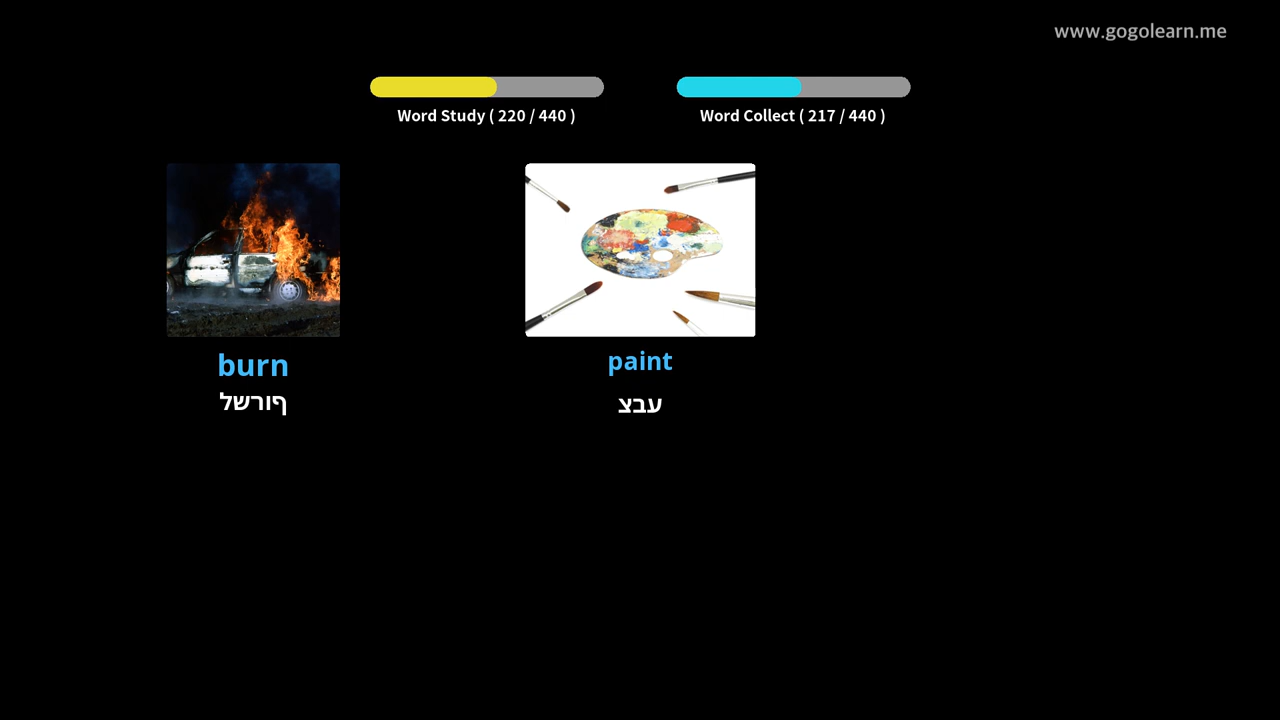 www.gogolearn.me
Word Study ( 220 / 440 )
Word Collect ( 217 / 440 )
burn
ףורשל
paint
עבצ